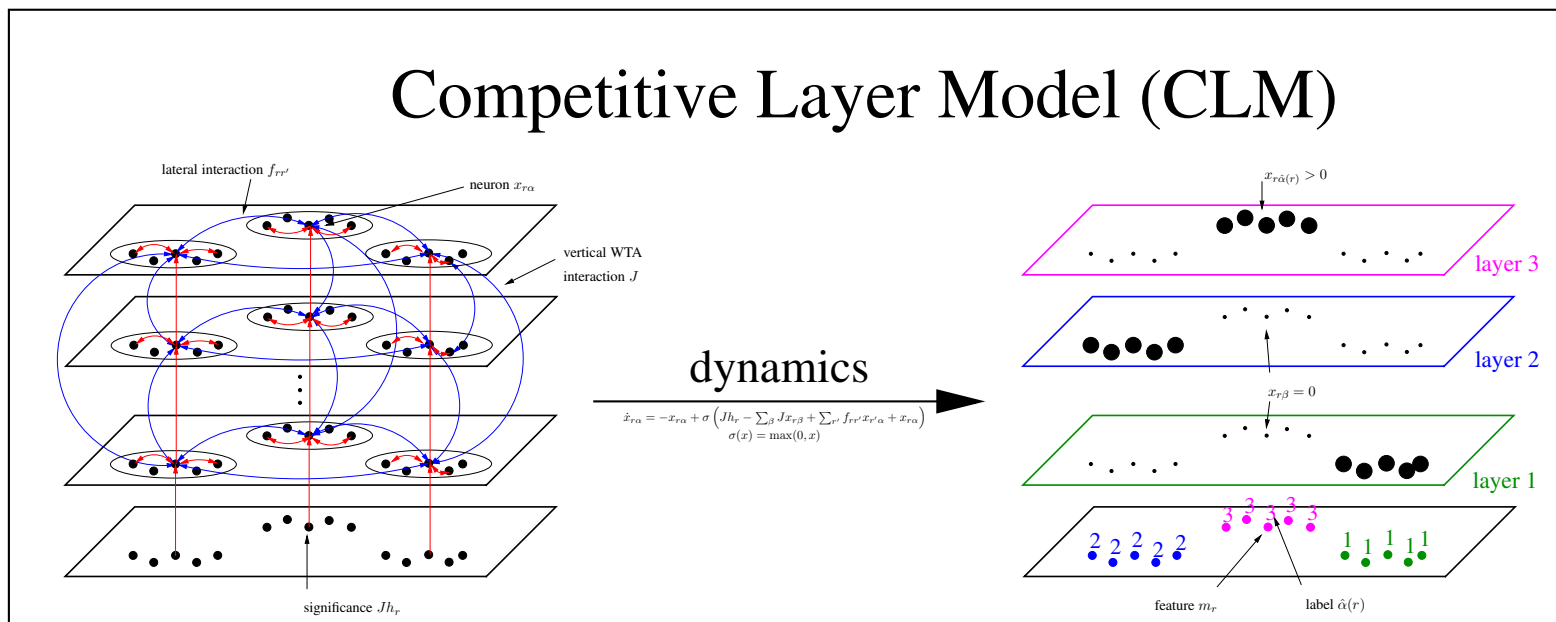 Competitive Layer Model (CLM)
lateral interaction f_{rr'}
neuron x_{rα}
vertical WTA
interaction J
significance Jh_r
dynamics
ẋ_{rα} = −x_{rα} + σ ( Jh_r − ∑_β Jx_{rβ} + ∑_{r'} f_{rr'} x_{r'α} + x_{rα} )
σ(x) = max(0, x)
x_{rα̂(r)} > 0
layer 3
layer 2
x_{rβ} = 0
layer 1
3 3 3 3 3
2 2 2 2 2
1 1 1 1 1
feature m_r
label α̂(r)